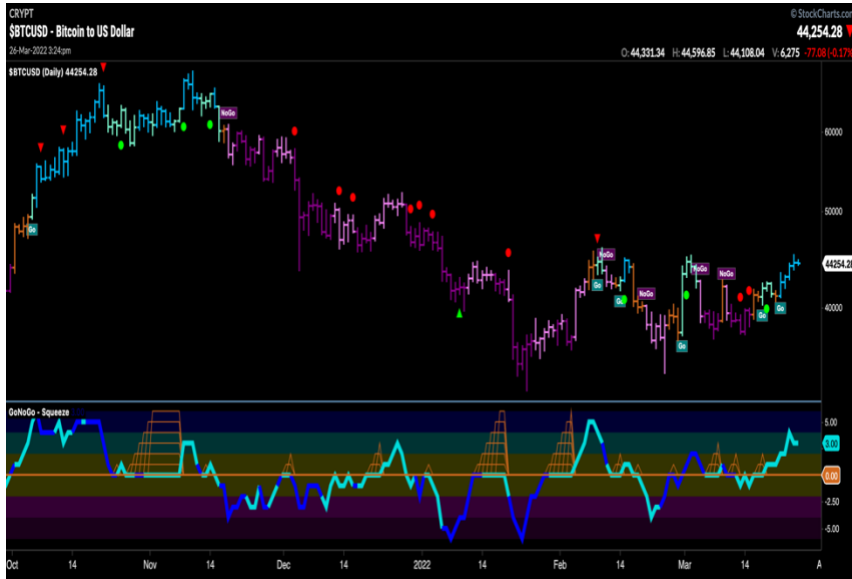 CRYPT
© StockCharts.com
$BTCUSD - Bitcoin to US Dollar
44,254.28
26-Mar-2022 3:24pm
O: 44,331.34 H: 44,596.85 L: 44,108.04 V: 6,275 -77.08 (-0.17%
$BTCUSD (Daily) 44254.28
NoGo
60000
50000
Go
44254.28
NoGo
NoGo
NoGo
NoGo
Go
Go
40000
Go
Go
Go
GoNoGo - Squeeze
5.00
3.00
0.00
-2.50
-5.00
Oct 14 Nov 14 Dec 14 2022 14 Feb 14 Mar 14 A